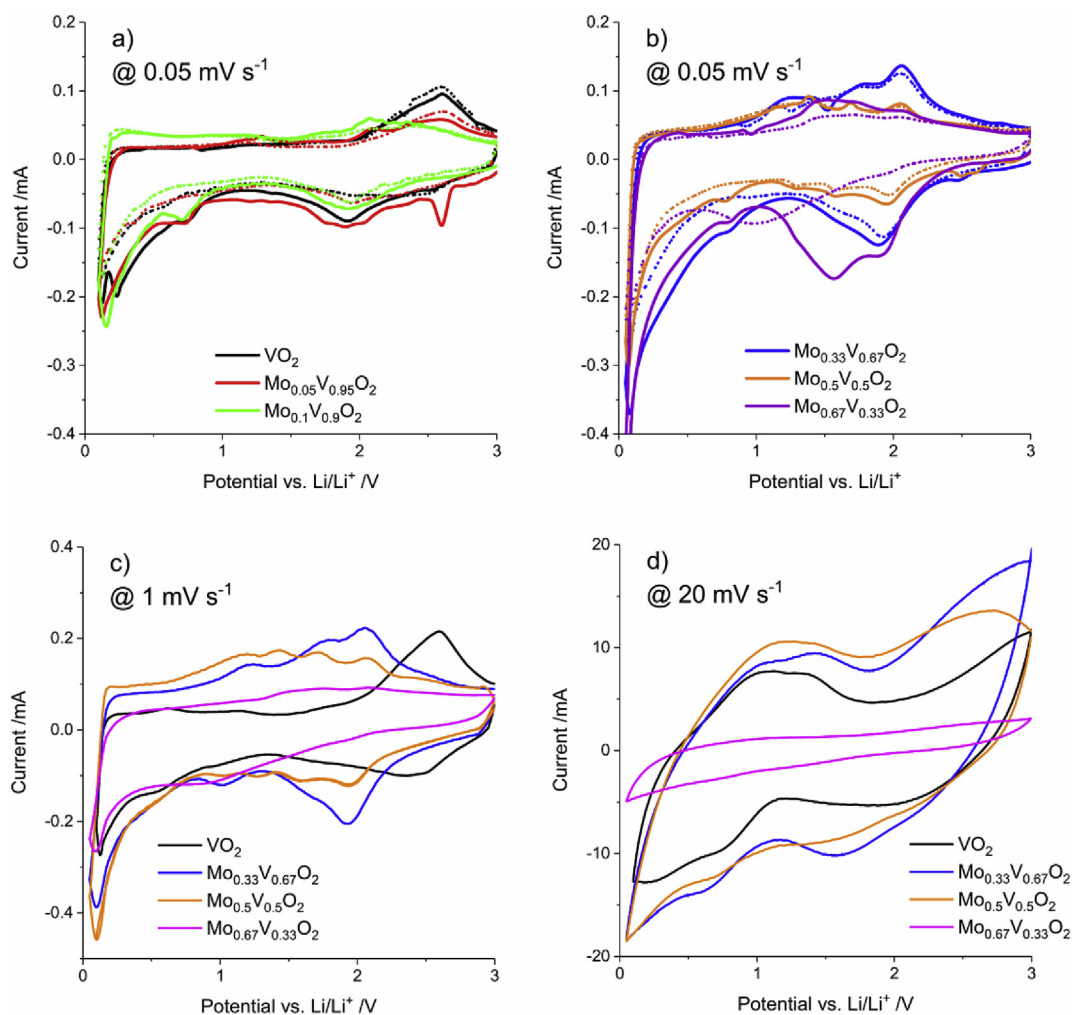 a)
@ 0.05 mV s⁻¹
0.2
0.1
0.0
-0.1
-0.2
-0.3
-0.4
Current /mA
VO₂
Mo₀.₀₅V₀.₉₅O₂
Mo₀.₁V₀.₉O₂
0 1 2 3
Potential vs. Li/Li⁺ /V
b)
@ 0.05 mV s⁻¹
0.2
0.1
0.0
-0.1
-0.2
-0.3
-0.4
Current /mA
Mo₀.₃₃V₀.₆₇O₂
Mo₀.₅V₀.₅O₂
Mo₀.₆₇V₀.₃₃O₂
0 1 2 3
Potential vs. Li/Li⁺
c)
@ 1 mV s⁻¹
0.4
0.2
0.0
-0.2
-0.4
Current /mA
VO₂
Mo₀.₃₃V₀.₆₇O₂
Mo₀.₅V₀.₅O₂
Mo₀.₆₇V₀.₃₃O₂
0 1 2 3
Potential vs. Li/Li⁺ /V
d)
@ 20 mV s⁻¹
20
10
0
-10
-20
Current /mA
VO₂
Mo₀.₃₃V₀.₆₇O₂
Mo₀.₅V₀.₅O₂
Mo₀.₆₇V₀.₃₃O₂
0 1 2 3
Potential vs. Li/Li⁺ /V